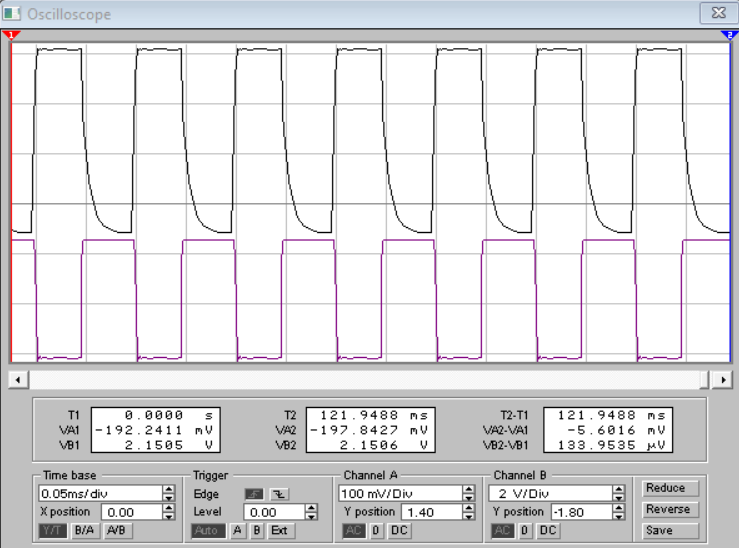 Oscilloscope
1 2
T1 0.0000 s T2 121.9488 ms T2-T1 121.9488 ms
VA1 -192.2411 mV VA2 -197.8427 mV VA2-VA1 -5.6016 mV
VB1 2.1505 V VB2 2.1506 V VB2-VB1 133.9535 µV
Time base Trigger Channel A Channel B
0.05ms/div Edge 100 mV/Div 2 V/Div Reduce
X position 0.00 Level 0.00 Y position 1.40 Y position -1.80 Reverse
Y/T B/A A/B Auto A B Ext AC 0 DC AC 0 DC Save